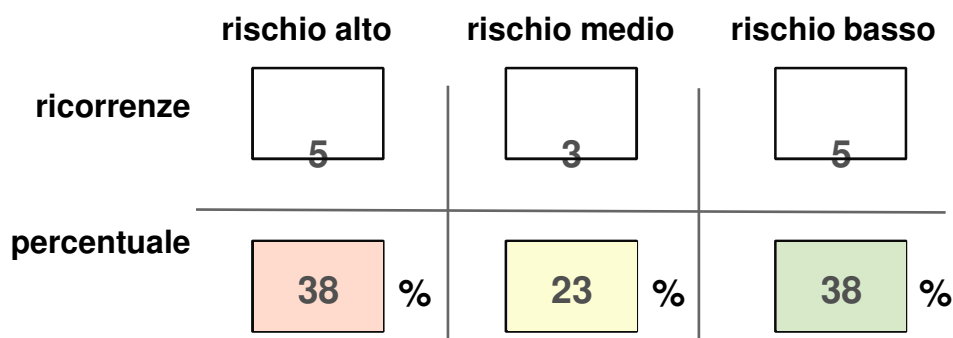 rischio alto rischio medio rischio basso
ricorrenze
5 3 5
percentuale
38 % 23 % 38 %